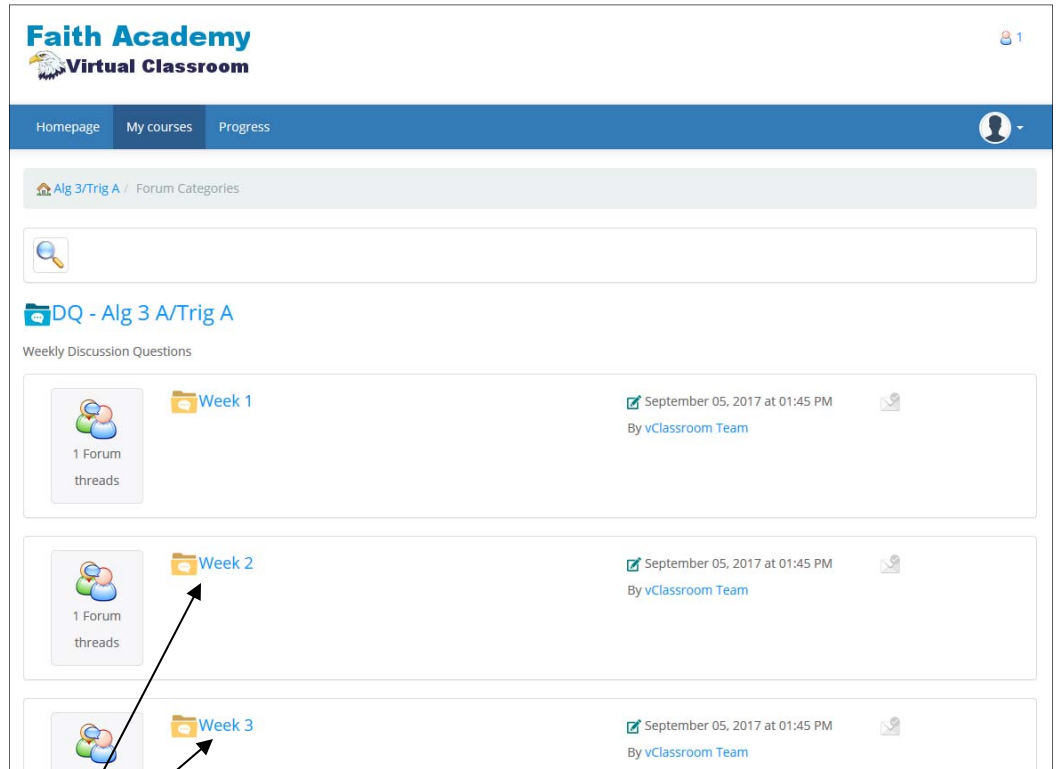 Faith Academy
Virtual Classroom
1
Homepage My courses Progress
Alg 3/Trig A / Forum Categories
DQ - Alg 3 A/Trig A
Weekly Discussion Questions
1 Forum
threads
Week 1
September 05, 2017 at 01:45 PM
By vClassroom Team
1 Forum
threads
Week 2
September 05, 2017 at 01:45 PM
By vClassroom Team
Week 3
September 05, 2017 at 01:45 PM
By vClassroom Team